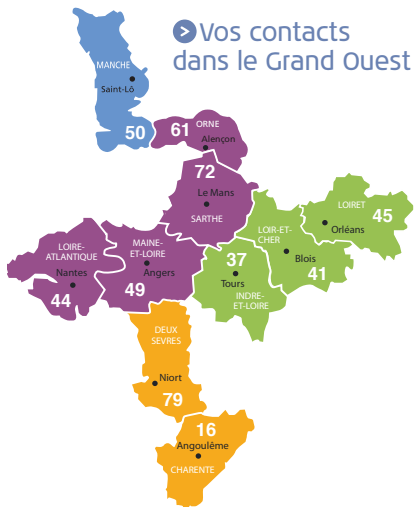 Vos contacts
dans le Grand Ouest
MANCHE
Saint-Lô
50
61
ORNE
Alençon
72
Le Mans
SARTHE
LOIRET
45
Orléans
LOIR-ET-
CHER
Blois
41
LOIRE-
ATLANTIQUE
Nantes
44
MAINE-
ET-LOIRE
Angers
49
37
Tours
INDRE-
ET-LOIRE
DEUX
SEVRES
Niort
79
16
Angoulême
CHARENTE